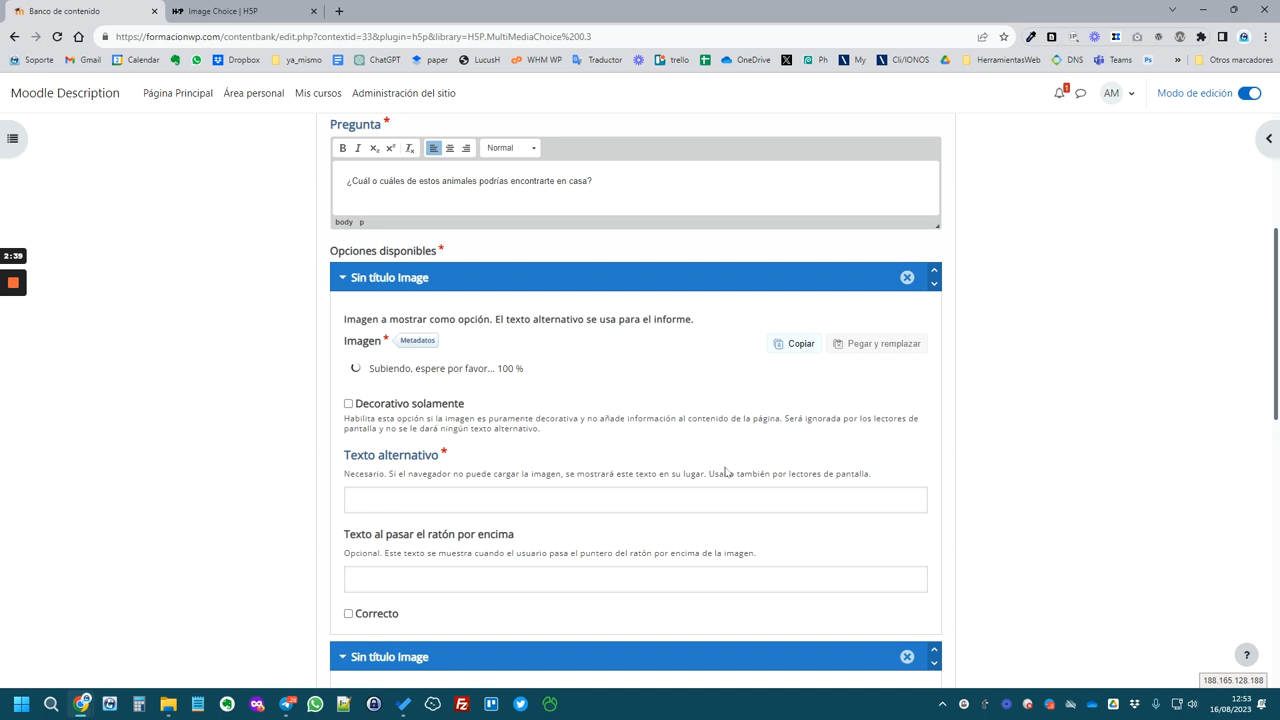 Banco de contenido
Image Choice | H5P
https://formacionwp.com/contentbank/edit.php?contextid=33&plugin=h5p&library=H5P.MultiMediaChoice%200.3
Soporte Gmail Calendar Dropbox ya_mismo ChatGPT paper LucusH WHM WP Traductor trello OneDrive Ph My Cli/IONOS HerramientasWeb DNS Teams » Otros marcadores
Moodle Description Página Principal Área personal Mis cursos Administración del sitio 1 AM Modo de edición
Pregunta *
B I Normal
¿Cuál o cuáles de estos animales podrías encontrarte en casa?
body p
2:39
Opciones disponibles *
Sin título Image
Imagen a mostrar como opción. El texto alternativo se usa para el informe.
Imagen * Metadatos Copiar Pegar y remplazar
Subiendo, espere por favor... 100 %
Decorativo solamente
Habilita esta opción si la imagen es puramente decorativa y no añade información al contenido de la página. Será ignorada por los lectores de
pantalla y no se le dará ningún texto alternativo.
Texto alternativo *
Necesario. Si el navegador no puede cargar la imagen, se mostrará este texto en su lugar. también por lectores de pantalla.
Texto al pasar el ratón por encima
Opcional. Este texto se muestra cuando el usuario pasa el puntero del ratón por encima de la imagen.
Correcto
Sin título Image
?
188.165.128.188
12:53
16/08/2023